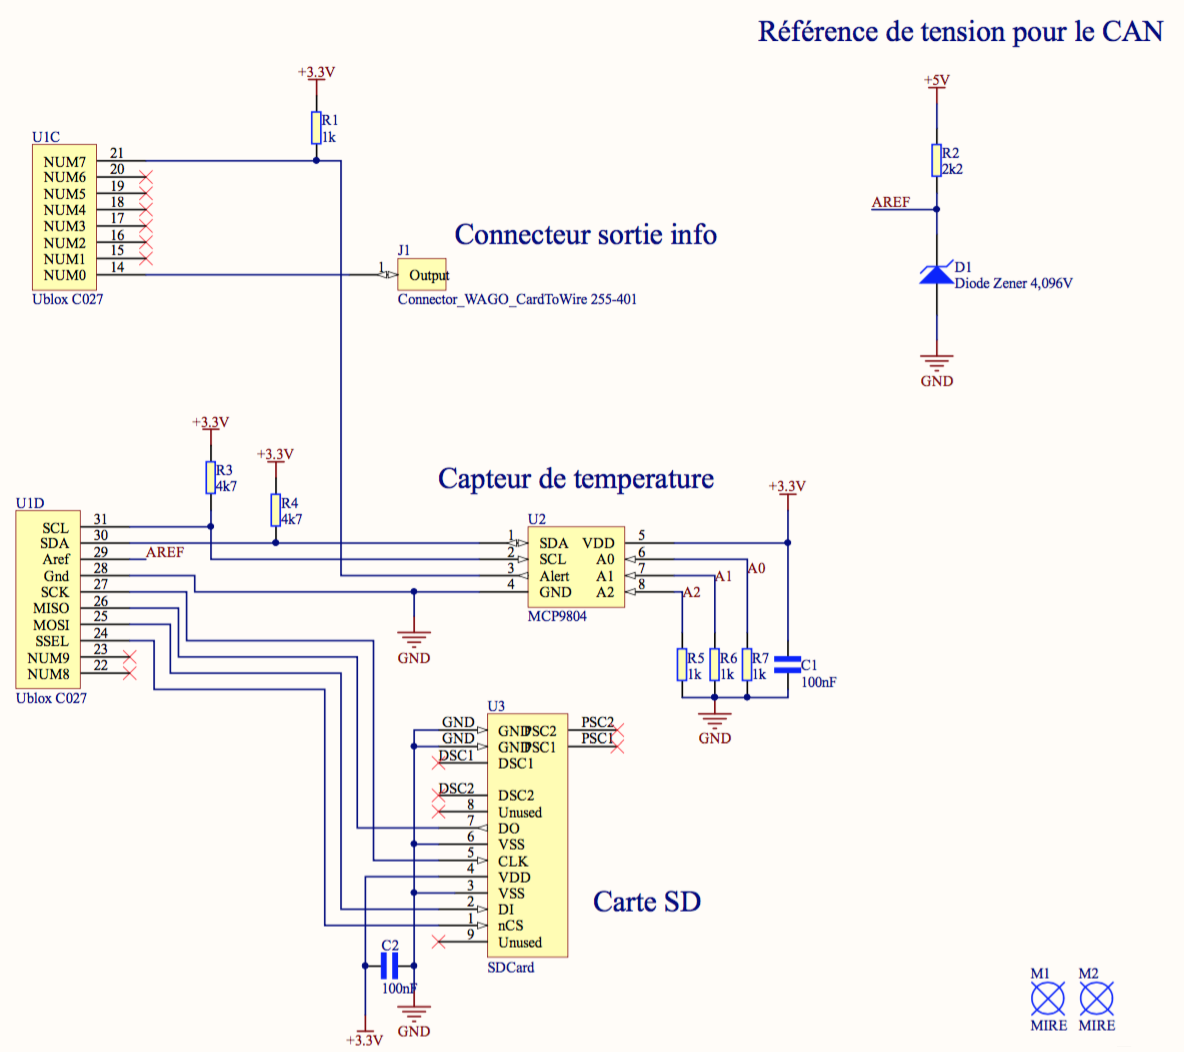 Référence de tension pour le CAN
+3.3V
R1
1k
+5V
R2
2k2
AREF
D1
Diode Zener 4,096V
GND
U1C
NUM7 21
NUM6 20
NUM5 19
NUM4 18
NUM3 17
NUM2 16
NUM1 15
NUM0 14
Ublox C027
Connecteur sortie info
J1
1 Output
Connector_WAGO_CardToWire 255-401
+3.3V
R3
4k7
+3.3V
R4
4k7
Capteur de temperature
+3.3V
U1D
SCL 31
SDA 30
Aref 29 AREF
Gnd 28
SCK 27
MISO 26
MOSI 25
SSEL 24
NUM9 23
NUM8 22
Ublox C027
U2
1 SDA VDD 5
2 SCL A0 6
3 Alert A1 7
4 GND A2 8
MCP9804
A0
A1
A2
GND
R5
1k
R6
1k
R7
1k
C1
100nF
GND
U3
GND GND PSC2 PSC2
GND GND PSC1 PSC1
DSC1 DSC1
DSC2 DSC2
8 Unused
7 DO
6 VSS
5 CLK
4 VDD
3 VSS
2 DI
1 nCS
9 Unused
SDCard
Carte SD
C2
100nF
GND
+3.3V
M1 M2
MIRE MIRE